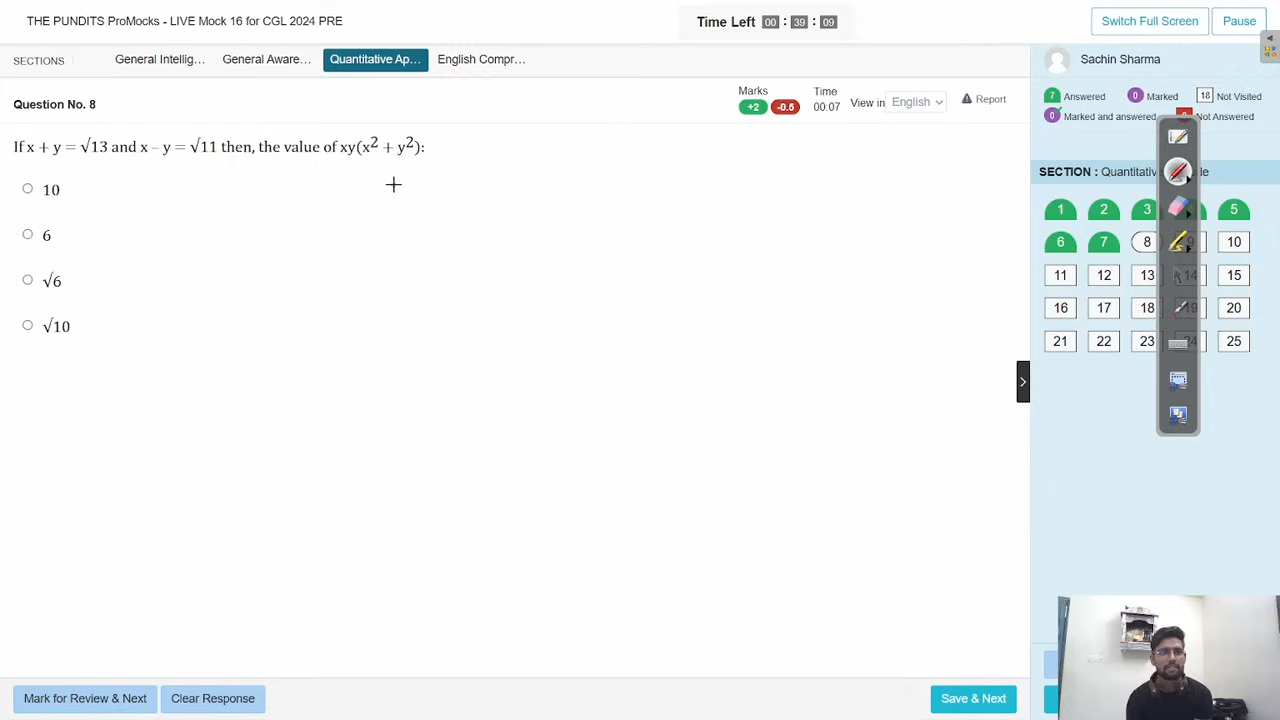 THE PUNDITS ProMocks - LIVE Mock 16 for CGL 2024 PRE
Time Left 00 : 39 : 09
Switch Full Screen
Pause
SECTIONS
General Intellig...
General Aware...
Quantitative Ap...
English Compr...
Sachin Sharma
Question No. 8
Marks
+2 -0.5
Time
00:07
View in English
Report
7 Answered
0 Marked
18 Not Visited
0 Marked and answered
Not Answered
If x + y = √13 and x – y = √11 then, the value of xy(x² + y²):
10
6
√6
√10
SECTION : Quantitative
1 2 3 5
6 7 8 9 10
11 12 13 14 15
16 17 18 19 20
21 22 23 24 25
Mark for Review & Next
Clear Response
Save & Next